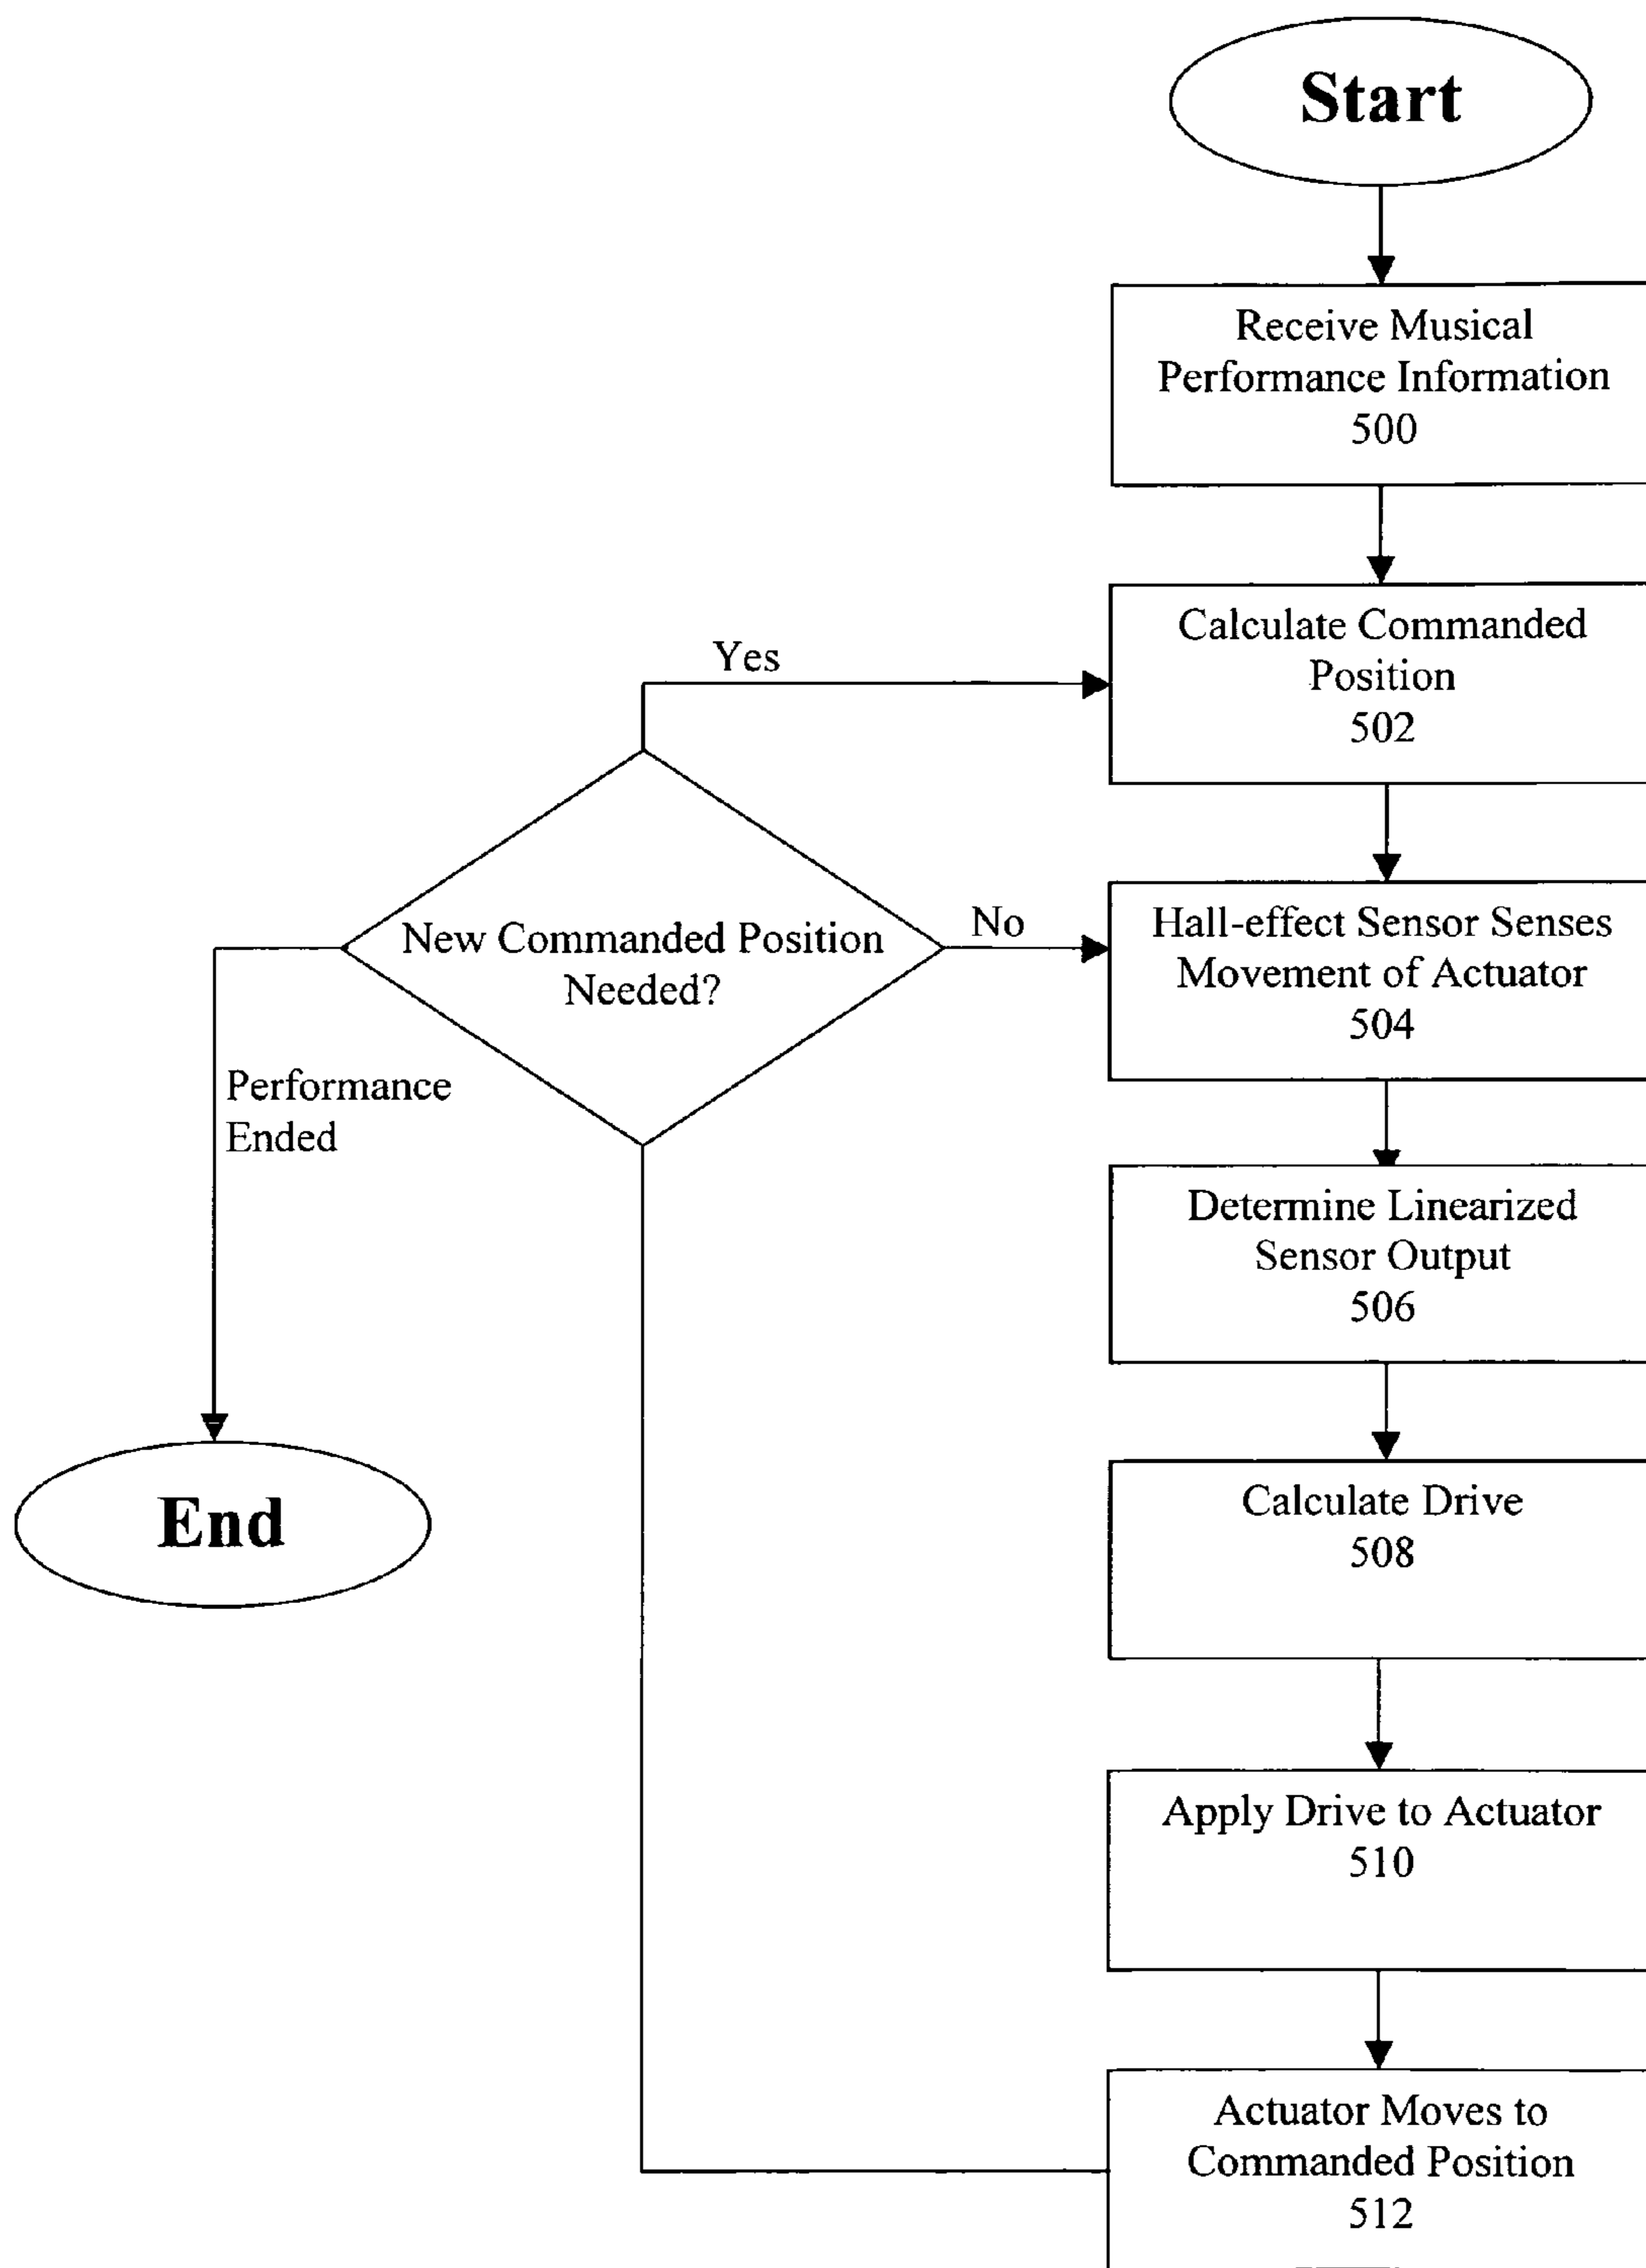 Start
Receive Musical
Performance Information
500
Calculate Commanded
Position
502
Yes
New Commanded Position
Needed?
No
Hall-effect Sensor Senses
Movement of Actuator
504
Performance
Ended
Determine Linearized
Sensor Output
506
End
Calculate Drive
508
Apply Drive to Actuator
510
Actuator Moves to
Commanded Position
512